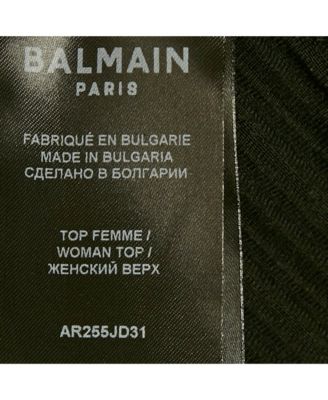 BALMAIN
PARIS
FABRIQUÉ EN BULGARIE
MADE IN BULGARIA
СДЕЛАНО В БОЛГАРИИ
TOP FEMME /
WOMAN TOP /
ЖЕНСКИЙ ВЕРХ
AR255JD31